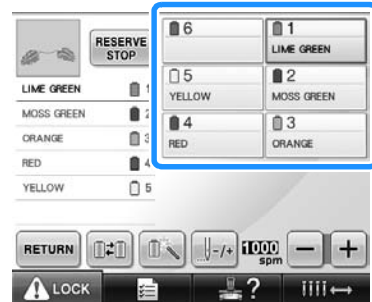 RESERVE
STOP
LIME GREEN 1
MOSS GREEN 2
ORANGE 3
RED 4
YELLOW 5
6
1
LIME GREEN
5
YELLOW
2
MOSS GREEN
4
RED
3
ORANGE
RETURN
-/+
1000
spm
-
+
LOCK
?